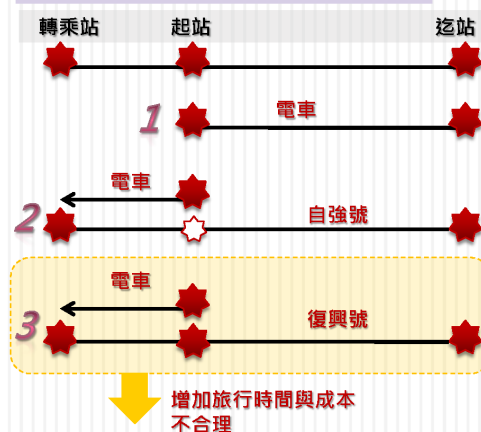 轉乘站 起站 迄站
1 電車
電車
2 自強號
電車
3 復興號
增加旅行時間與成本
不合理